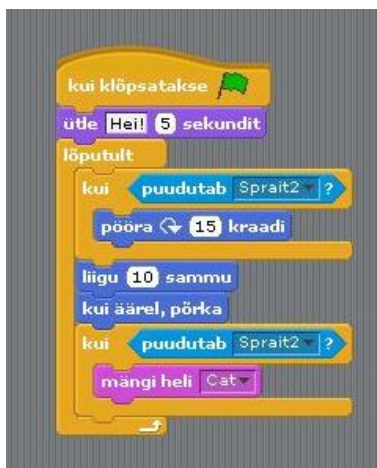 kui klõpsatakse
ütle Hei! 5 sekundit
lõputult
kui puudutab Sprait2 ?
pööra 15 kraadi
liigu 10 sammu
kui äärel, põrka
kui puudutab Sprait2 ?
mängi heli Cat